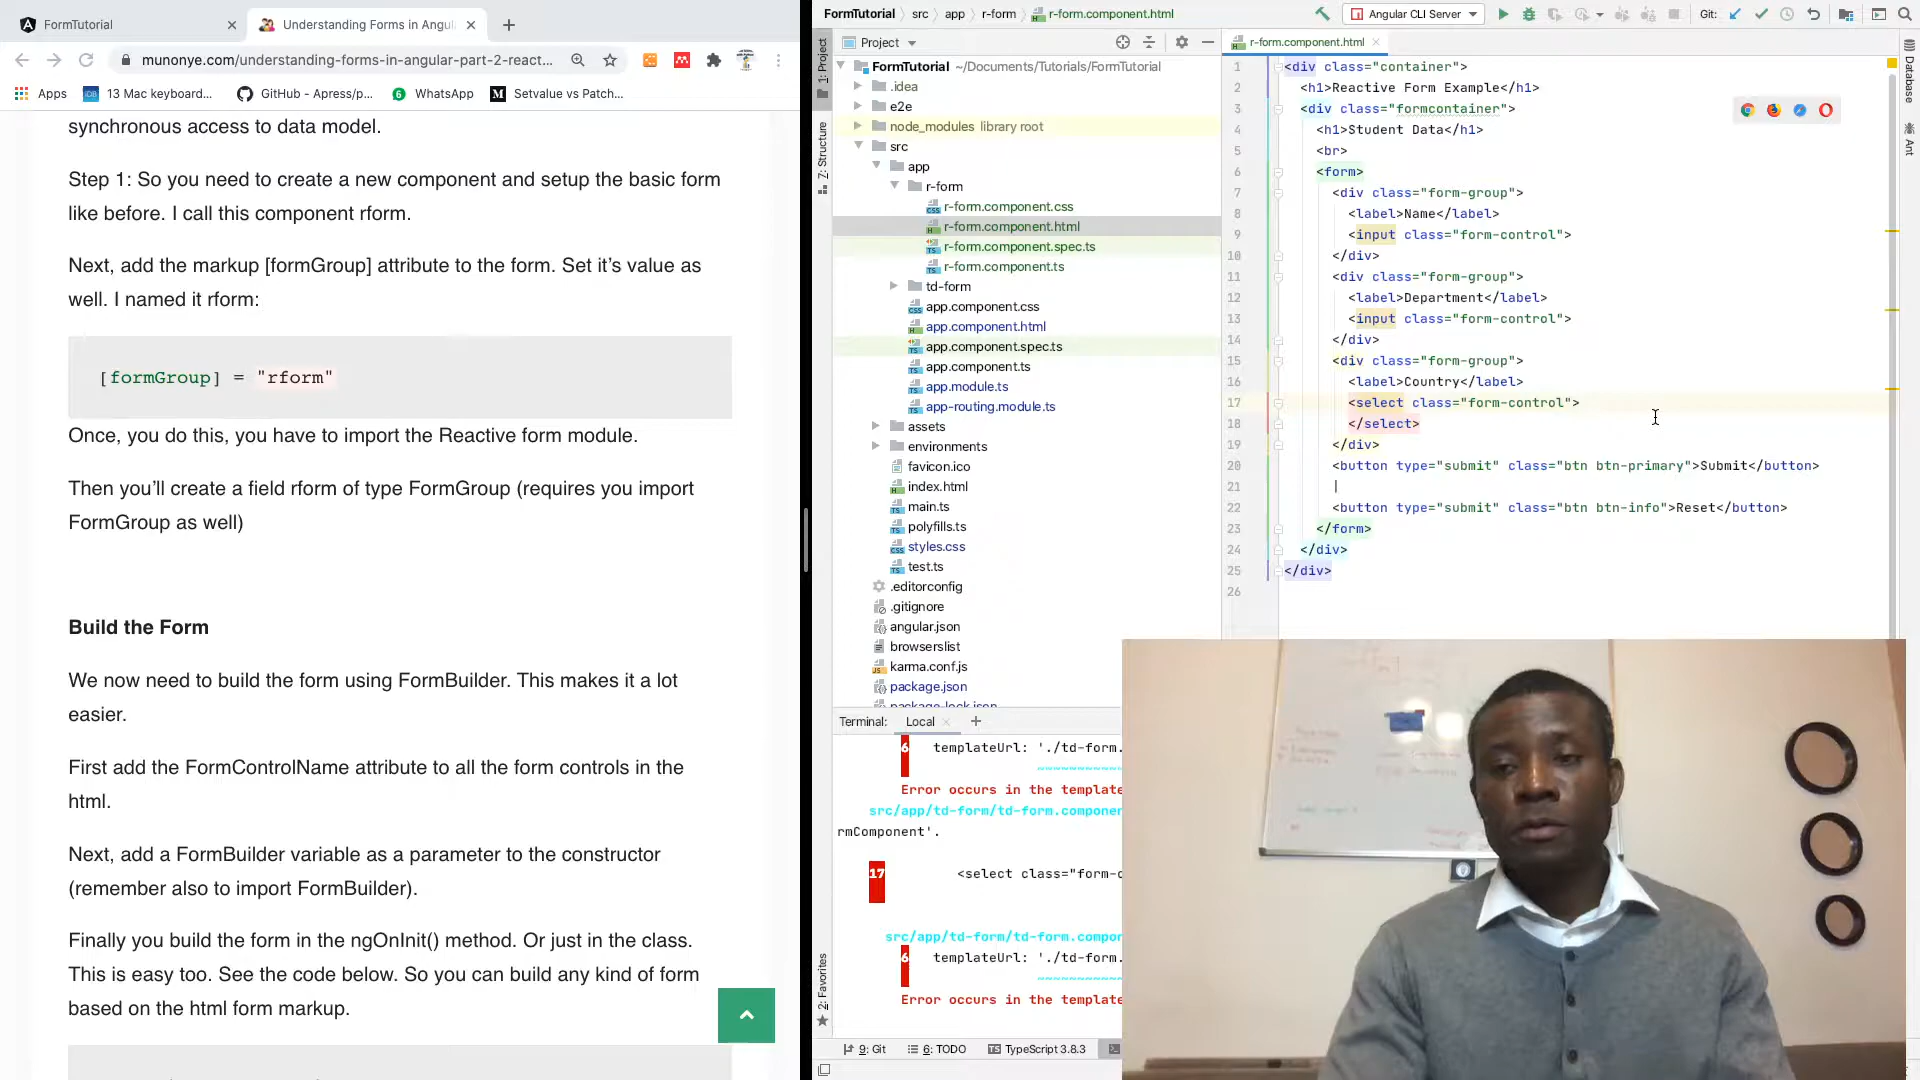 FormTutorial
Understanding Forms in Angul
munonye.com/understanding-forms-in-angular-part-2-react...
Apps
13 Mac keyboard...
GitHub - Apress/p...
WhatsApp
Setvalue vs Patch...
synchronous access to data model.
Step 1: So you need to create a new component and setup the basic form
like before. I call this component rform.
Next, add the markup [formGroup] attribute to the form. Set it's value as
well. I named it rform:
[formGroup] = "rform"
Once, you do this, you have to import the Reactive form module.
Then you'll create a field rform of type FormGroup (requires you import
FormGroup as well)
Build the Form
We now need to build the form using FormBuilder. This makes it a lot
easier.
First add the FormControlName attribute to all the form controls in the
html.
Next, add a FormBuilder variable as a parameter to the constructor
(remember also to import FormBuilder).
Finally you build the form in the ngOnInit() method. Or just in the class.
This is easy too. See the code below. So you can build any kind of form
based on the html form markup.
FormTutorial
src
app
r-form
r-form.component.html
Angular CLI Server
Git:
1: Project
Z: Structure
2: Favorites
Project
FormTutorial ~/Documents/Tutorials/FormTutorial
.idea
e2e
node_modules library root
src
app
r-form
r-form.component.css
r-form.component.html
r-form.component.spec.ts
r-form.component.ts
td-form
app.component.css
app.component.html
app.component.spec.ts
app.component.ts
app.module.ts
app-routing.module.ts
assets
environments
favicon.ico
index.html
main.ts
polyfills.ts
styles.css
test.ts
.editorconfig
.gitignore
angular.json
browserslist
karma.conf.js
package.json
package-lock.json
r-form.component.html
1 <div class="container">
2 <h1>Reactive Form Example</h1>
3 <div class="formcontainer">
4 <h1>Student Data</h1>
5 <br>
6 <form>
7 <div class="form-group">
8 <label>Name</label>
9 <input class="form-control">
10 </div>
11 <div class="form-group">
12 <label>Department</label>
13 <input class="form-control">
14 </div>
15 <div class="form-group">
16 <label>Country</label>
17 <select class="form-control">
18 </select>
19 </div>
20 <button type="submit" class="btn btn-primary">Submit</button>
21 |
22 <button type="submit" class="btn btn-info">Reset</button>
23 </form>
24 </div>
25 </div>
26
Database
Ant
Terminal: Local
6 templateUrl: './td-form.
~~~~~~~~~~~
Error occurs in the template
src/app/td-form/td-form.componen
rmComponent'.
17 <select class="form-c
src/app/td-form/td-form.compon
6 templateUrl: './td-form.
~~~~~~~~~~~
Error occurs in the template
9: Git
6: TODO
TypeScript 3.8.3